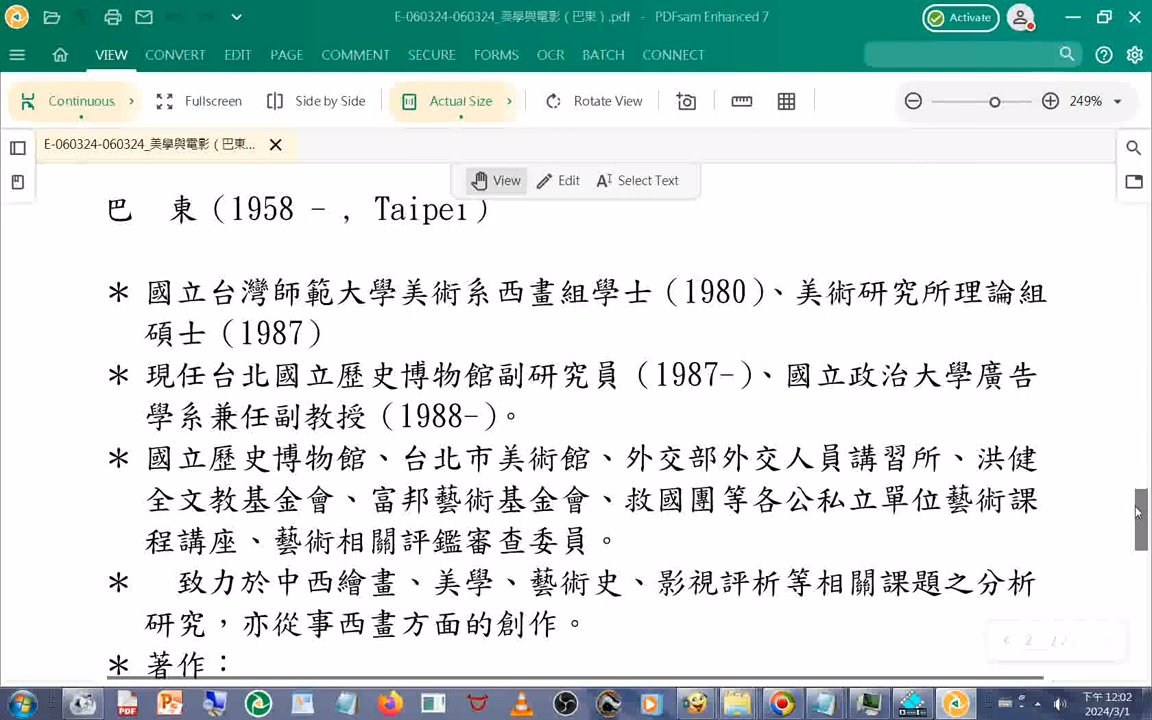 E-060324-060324_美學與電影（巴東）.pdf - PDFsam Enhanced 7
Activate
VIEW CONVERT EDIT PAGE COMMENT SECURE FORMS OCR BATCH CONNECT
Continuous Fullscreen Side by Side Actual Size Rotate View 249%
E-060324-060324_美學與電影（巴東...
View Edit Select Text
巴　東（1958 - , Taipei）
＊ 國立台灣師範大學美術系西畫組學士（1980）、美術研究所理論組
碩士（1987）
＊ 現任台北國立歷史博物館副研究員（1987-）、國立政治大學廣告
學系兼任副教授（1988-）。
＊ 國立歷史博物館、台北市美術館、外交部外交人員講習所、洪健
全文教基金會、富邦藝術基金會、救國團等各公私立單位藝術課
程講座、藝術相關評鑑審查委員。
＊ 致力於中西繪畫、美學、藝術史、影視評析等相關課題之分析
研究，亦從事西畫方面的創作。
2 /
＊ 著作：
下午 12:02
2024/3/1